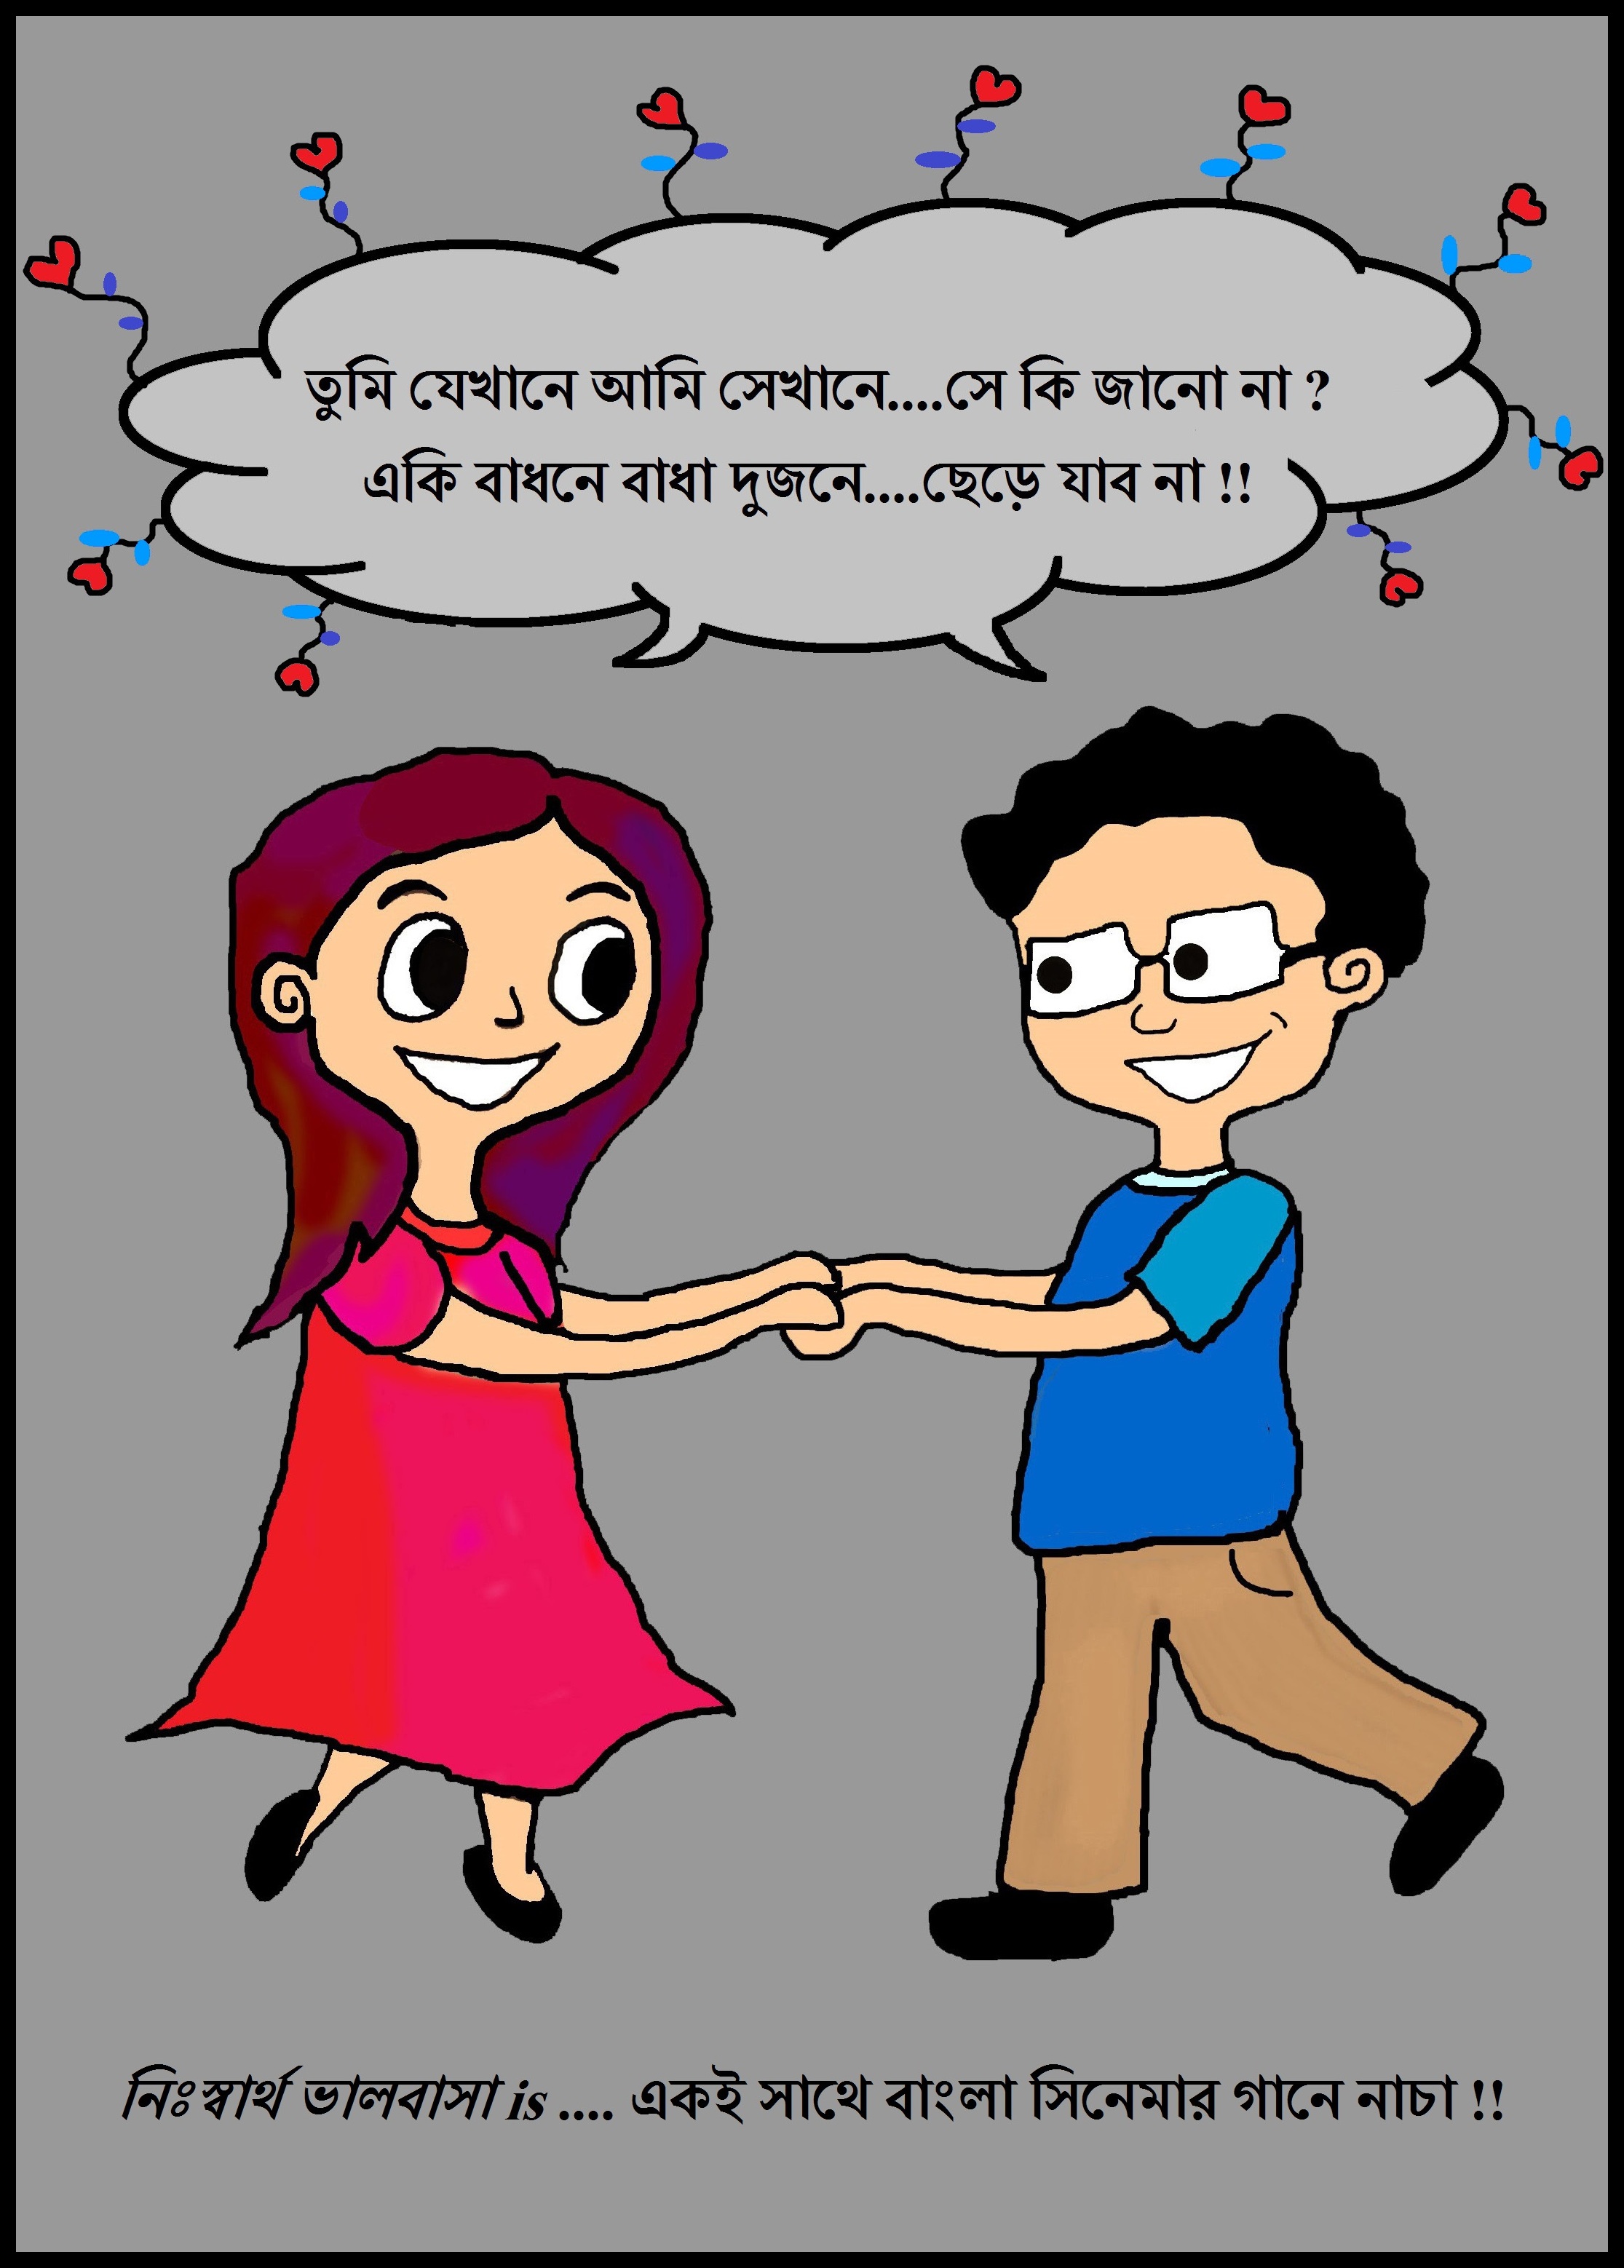 তুমি যেখানে আমি সেখানে....সে কি জানো না ?
একি বাধনে বাধা দুজনে....ছেড়ে যাব না !!
নিঃস্বার্থ ভালবাসা is .... একই সাথে বাংলা সিনেমার গানে নাচা !!